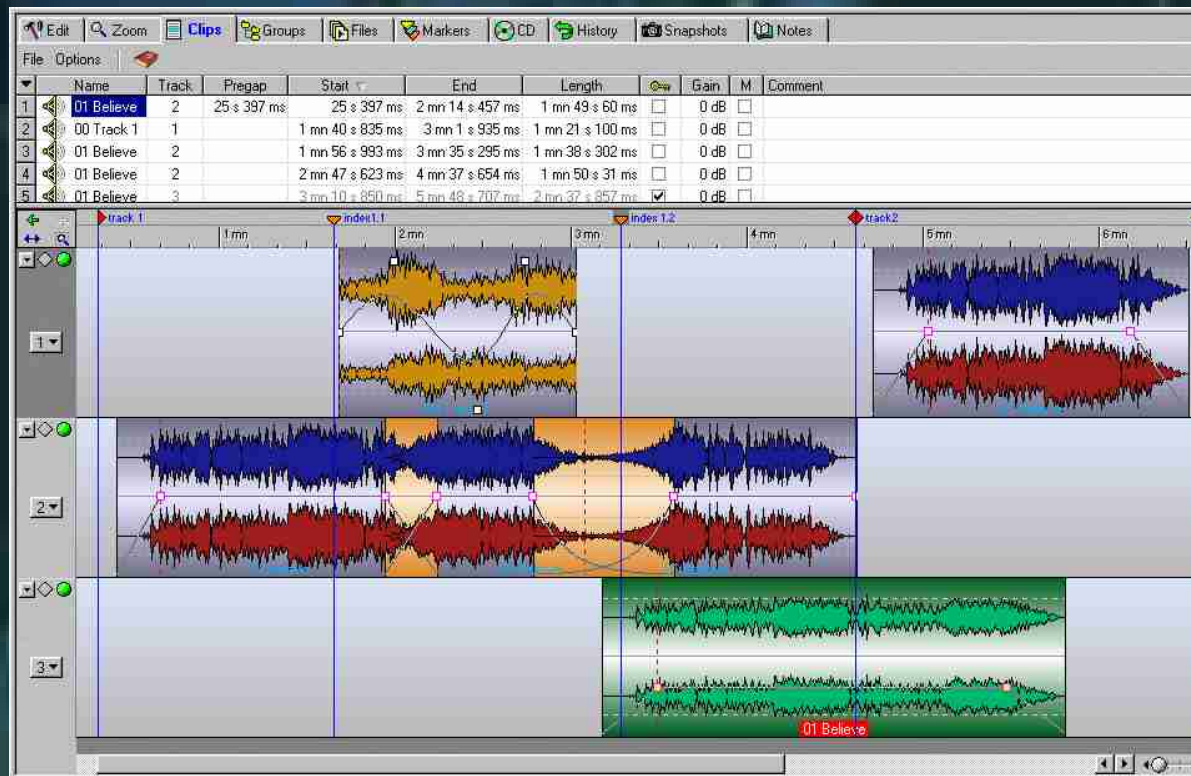 Edit Zoom Clips Groups Files Markers CD History Snapshots Notes
File Options
Name Track Pregap Start End Length Gain M Comment
1 01 Believe 2 25 s 397 ms 25 s 397 ms 2 mn 14 s 457 ms 1 mn 49 s 60 ms 0 dB
2 00 Track 1 1 1 mn 40 s 835 ms 3 mn 1 s 935 ms 1 mn 21 s 100 ms 0 dB
3 01 Believe 2 1 mn 56 s 993 ms 3 mn 35 s 295 ms 1 mn 38 s 302 ms 0 dB
4 01 Believe 2 2 mn 47 s 623 ms 4 mn 37 s 654 ms 1 mn 50 s 31 ms 0 dB
5 01 Believe 3 3 mn 10 s 850 ms 5 mn 48 s 707 ms 2 mn 37 s 857 ms 0 dB
track 1 index1.1 index 1.2 track2
1 mn 2 mn 3 mn 4 mn 5 mn 6 mn
1
2
3
01 Believe